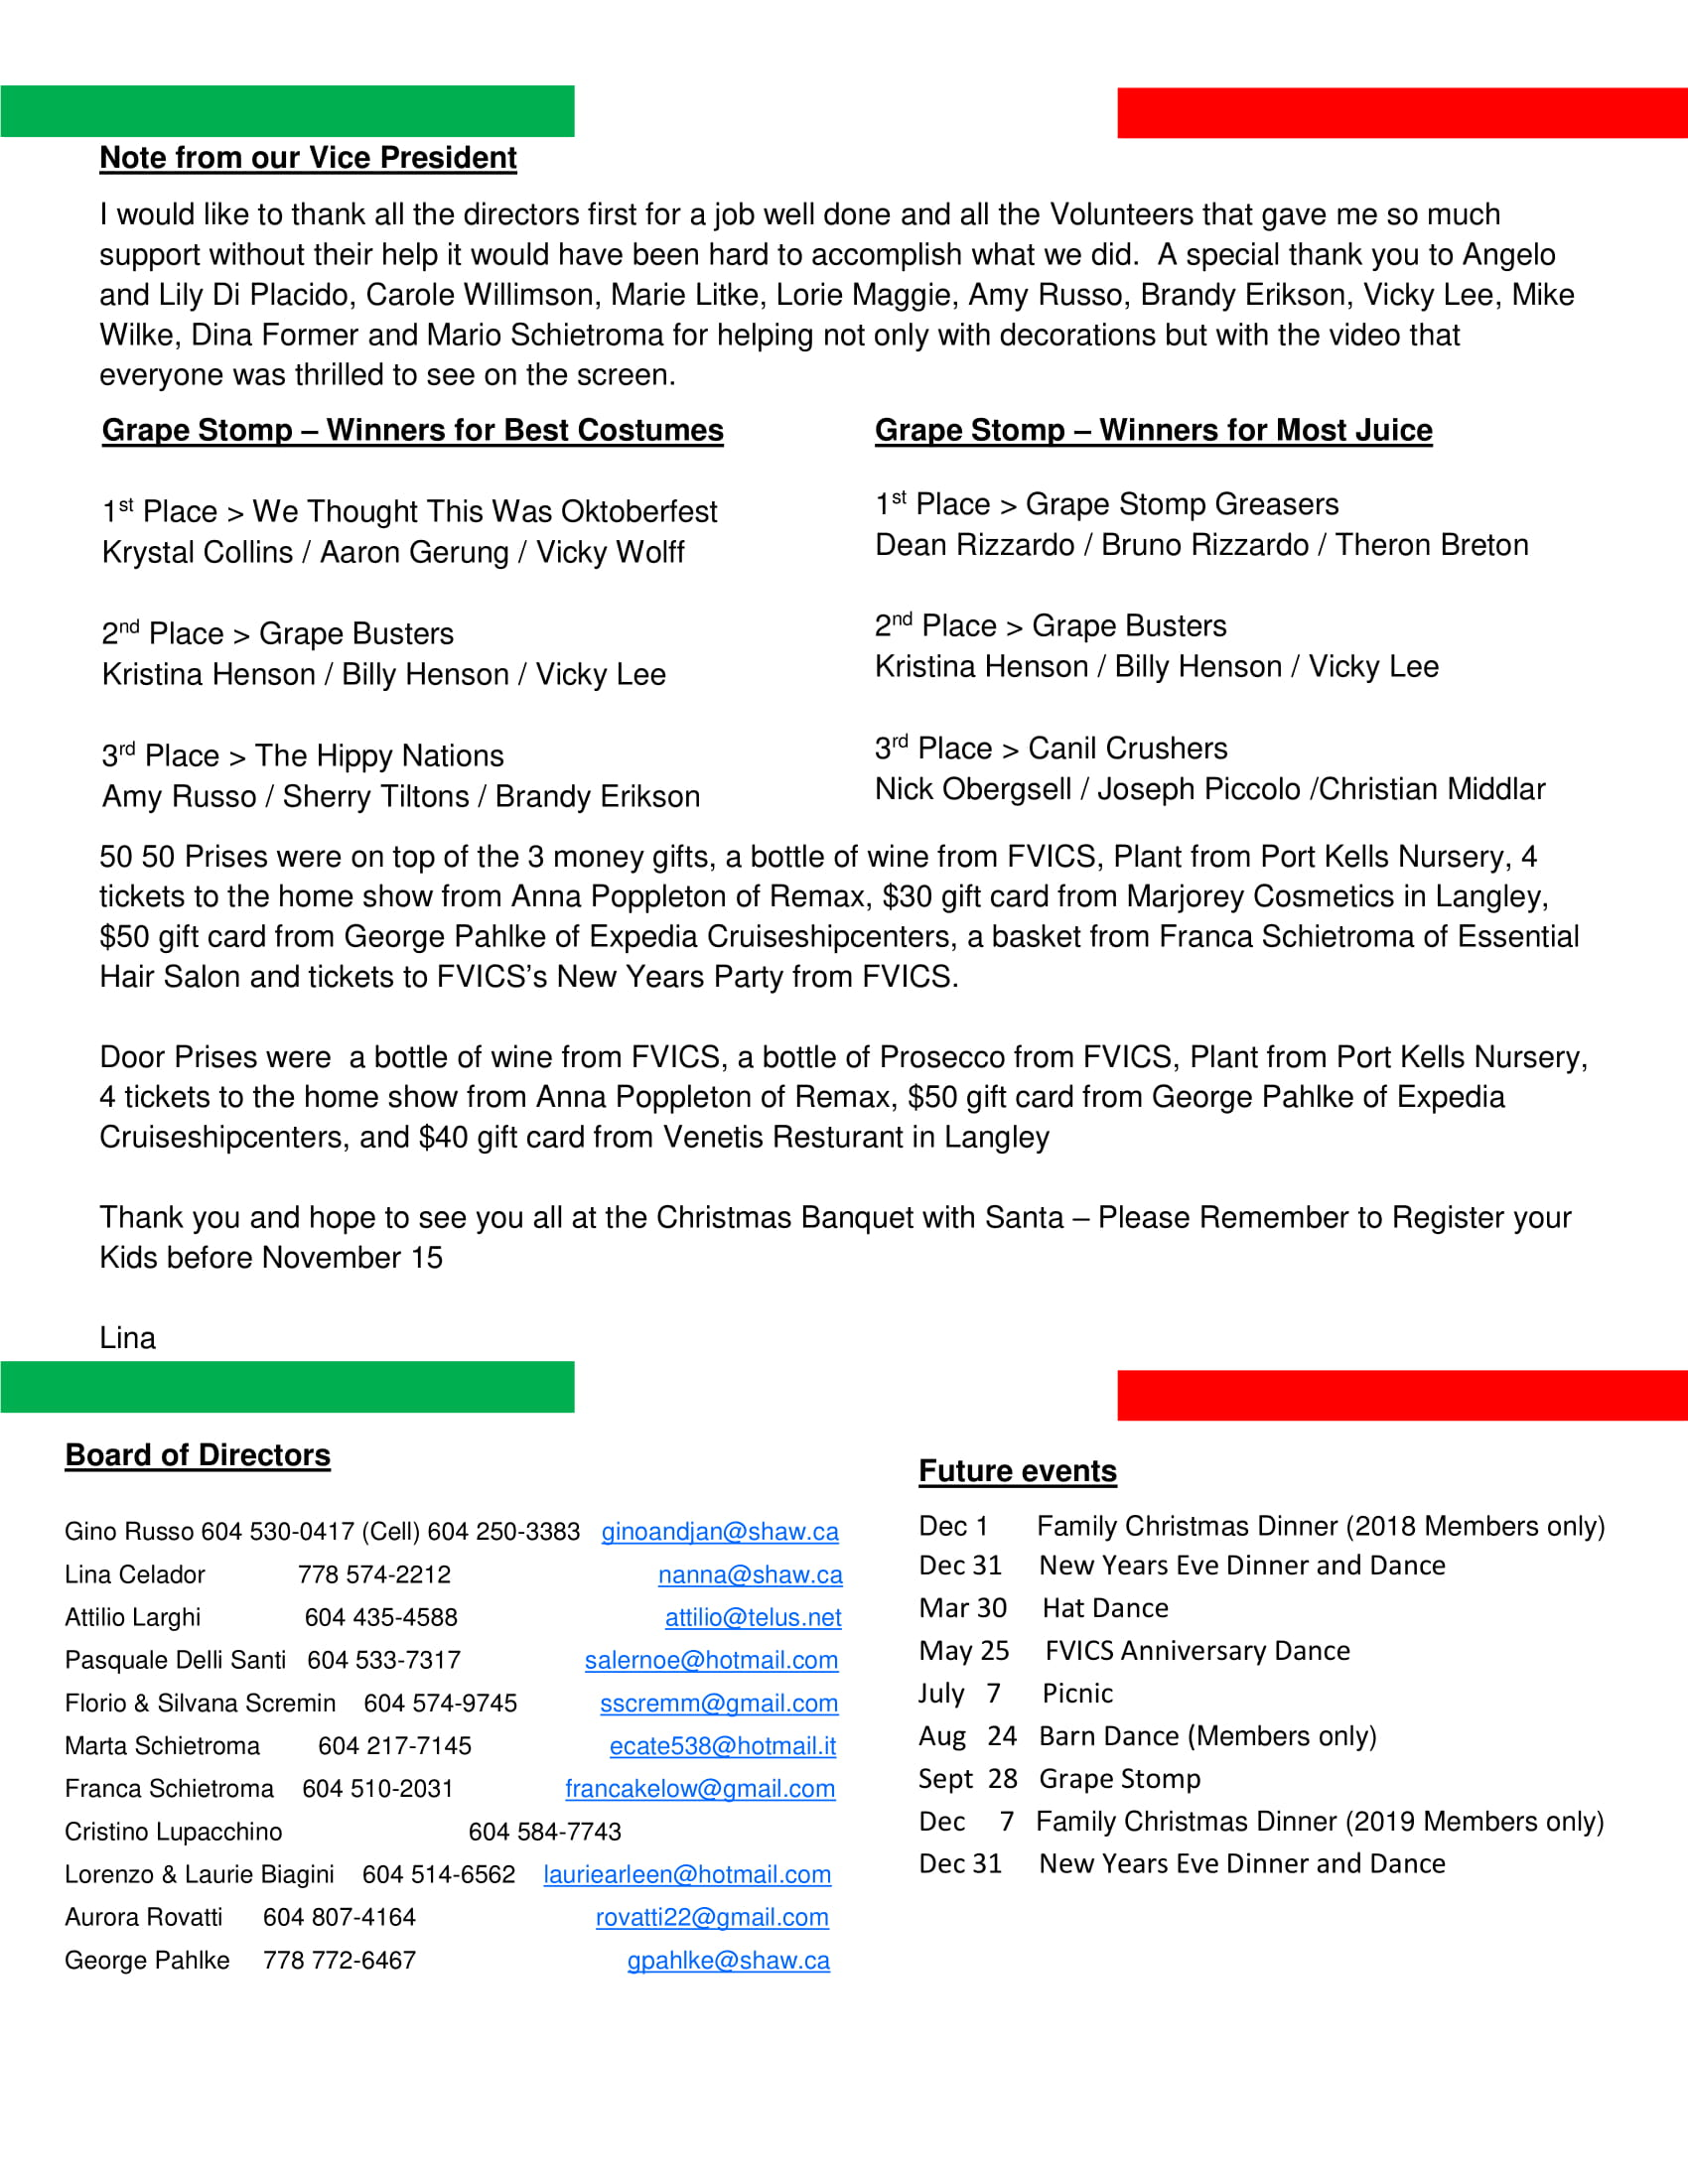 Note from our Vice President
I would like to thank all the directors first for a job well done and all the Volunteers that gave me so much
support without their help it would have been hard to accomplish what we did.  A special thank you to Angelo
and Lily Di Placido, Carole Willimson, Marie Litke, Lorie Maggie, Amy Russo, Brandy Erikson, Vicky Lee, Mike
Wilke, Dina Former and Mario Schietroma for helping not only with decorations but with the video that
everyone was thrilled to see on the screen.
Grape Stomp – Winners for Best Costumes
1st Place > We Thought This Was Oktoberfest
Krystal Collins / Aaron Gerung / Vicky Wolff
2nd Place > Grape Busters
Kristina Henson / Billy Henson / Vicky Lee
3rd Place > The Hippy Nations
Amy Russo / Sherry Tiltons / Brandy Erikson
Grape Stomp – Winners for Most Juice
1st Place > Grape Stomp Greasers
Dean Rizzardo / Bruno Rizzardo / Theron Breton
2nd Place > Grape Busters
Kristina Henson / Billy Henson / Vicky Lee
3rd Place > Canil Crushers
Nick Obergsell / Joseph Piccolo /Christian Middlar
50 50 Prises were on top of the 3 money gifts, a bottle of wine from FVICS, Plant from Port Kells Nursery, 4
tickets to the home show from Anna Poppleton of Remax, $30 gift card from Marjorey Cosmetics in Langley,
$50 gift card from George Pahlke of Expedia Cruiseshipcenters, a basket from Franca Schietroma of Essential
Hair Salon and tickets to FVICS’s New Years Party from FVICS.
Door Prises were  a bottle of wine from FVICS, a bottle of Prosecco from FVICS, Plant from Port Kells Nursery,
4 tickets to the home show from Anna Poppleton of Remax, $50 gift card from George Pahlke of Expedia
Cruiseshipcenters, and $40 gift card from Venetis Resturant in Langley
Thank you and hope to see you all at the Christmas Banquet with Santa – Please Remember to Register your
Kids before November 15
Lina
Board of Directors
Gino Russo 604 530-0417 (Cell) 604 250-3383 ginoandjan@shaw.ca
Lina Celador 778 574-2212 nanna@shaw.ca
Attilio Larghi 604 435-4588 attilio@telus.net
Pasquale Delli Santi 604 533-7317 salernoe@hotmail.com
Florio & Silvana Scremin 604 574-9745 sscremm@gmail.com
Marta Schietroma 604 217-7145 ecate538@hotmail.it
Franca Schietroma 604 510-2031 francakelow@gmail.com
Cristino Lupacchino 604 584-7743
Lorenzo & Laurie Biagini 604 514-6562 lauriearleen@hotmail.com
Aurora Rovatti 604 807-4164 rovatti22@gmail.com
George Pahlke 778 772-6467 gpahlke@shaw.ca
Future events
Dec 1 Family Christmas Dinner (2018 Members only)
Dec 31 New Years Eve Dinner and Dance
Mar 30 Hat Dance
May 25 FVICS Anniversary Dance
July 7 Picnic
Aug 24 Barn Dance (Members only)
Sept 28 Grape Stomp
Dec 7 Family Christmas Dinner (2019 Members only)
Dec 31 New Years Eve Dinner and Dance